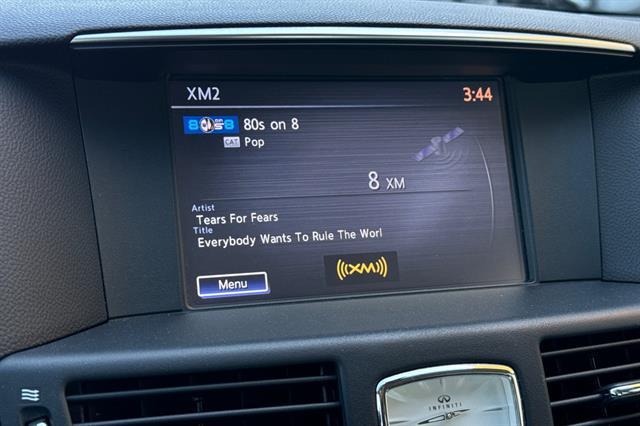 XM2 3:44
80s on 8
CAT Pop
8 XM
Artist
Tears For Fears
Title
Everybody Wants To Rule The Worl
((XM))
Menu
INFINITI